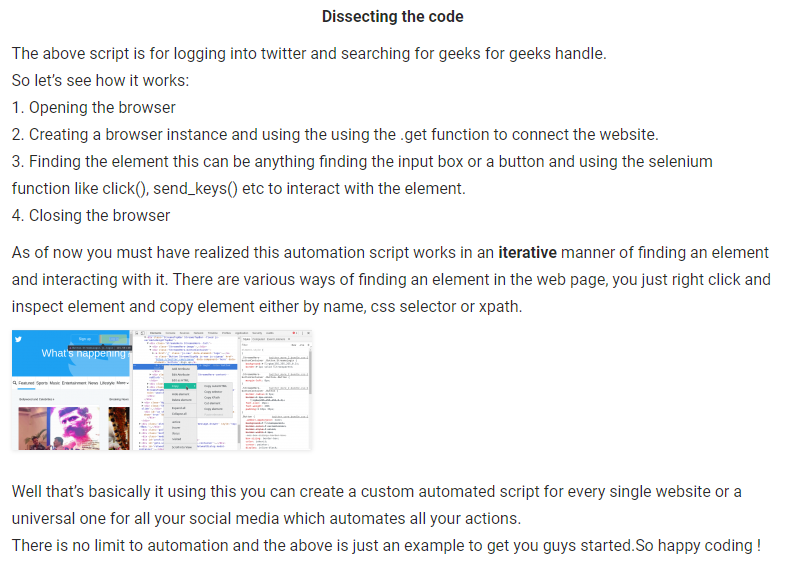 Dissecting the code
The above script is for logging into twitter and searching for geeks for geeks handle.
So let's see how it works:
1. Opening the browser
2. Creating a browser instance and using the using the .get function to connect the website.
3. Finding the element this can be anything finding the input box or a button and using the selenium
function like click(), send_keys() etc to interact with the element.
4. Closing the browser
As of now you must have realized this automation script works in an iterative manner of finding an element
and interacting with it. There are various ways of finding an element in the web page, you just right click and
inspect element and copy element either by name, css selector or xpath.
What's happening
Featured Sports Music Entertainment News Lifestyle More
Well that's basically it using this you can create a custom automated script for every single website or a
universal one for all your social media which automates all your actions.
There is no limit to automation and the above is just an example to get you guys started.So happy coding !